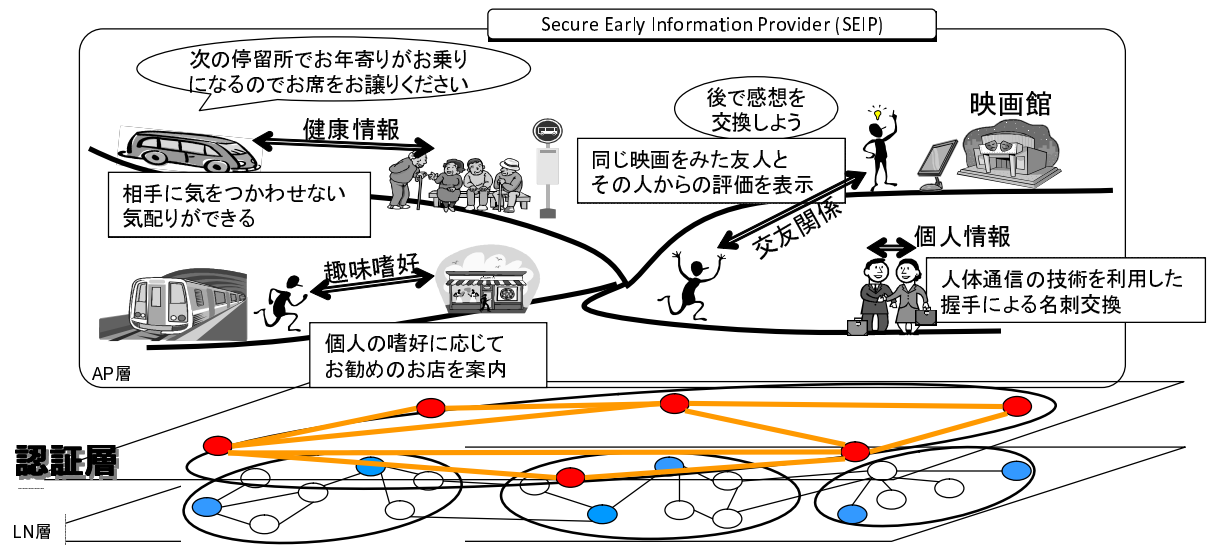 Secure Early Information Provider (SEIP)
次の停留所でお年寄りがお乗り
になるのでお席をお譲りください
健康情報
相手に気をつかわせない
気配りができる
後で感想を
交換しよう
映画館
同じ映画をみた友人と
その人からの評価を表示
交友関係
趣味嗜好
個人情報
人体通信の技術を利用した
握手による名刺交換
個人の嗜好に応じて
お勧めのお店を案内
AP層
認証層
LN層